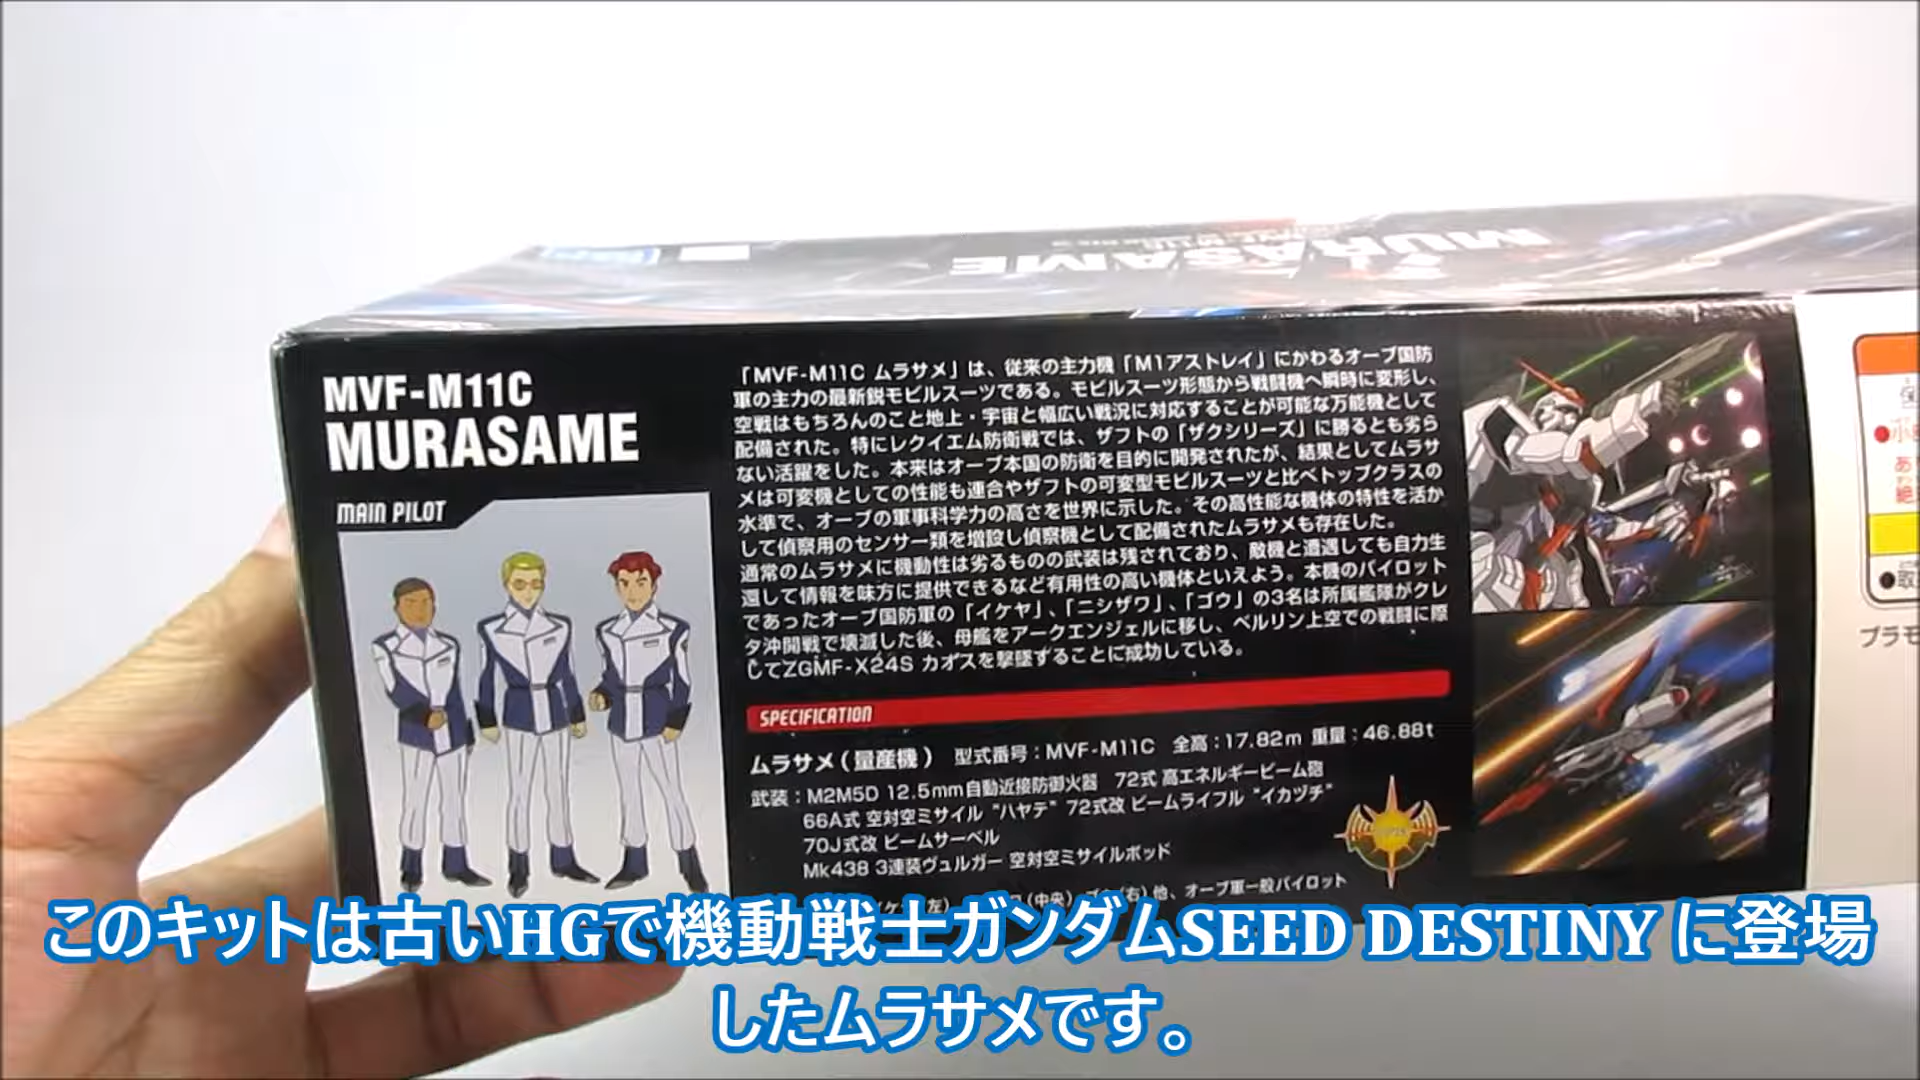 MURASAME
MVF-M11C
MURASAME
MAIN PILOT
「MVF-M11C ムラサメ」は、従来の主力機「M1アストレイ」にかわるオーブ国防
軍の主力の最新鋭モビルスーツである。モビルスーツ形態から戦闘機へ瞬時に変形し、
空戦はもちろんのこと地上・宇宙と幅広い戦況に対応することが可能な万能機として
配備された。特にレクイエム防衛戦では、ザフトの「ザクシリーズ」に勝るとも劣ら
ない活躍をした。本来はオーブ本国の防衛を目的に開発されたが、結果としてムラサ
メは可変機としての性能も連合やザフトの可変型モビルスーツと比べトップクラスの
水準で、オーブの軍事科学力の高さを世界に示した。その高性能な機体の特性を活か
して偵察用のセンサー類を増設し偵察機として配備されたムラサメも存在した。
通常のムラサメに機動性は劣るものの武装は残されており、敵機と遭遇しても自力生
還して情報を味方に提供できるなど有用性の高い機体といえよう。本機のパイロット
であったオーブ国防軍の「イケヤ」、「ニシザワ」、「ゴウ」の3名は所属艦隊がクレ
タ沖開戦で壊滅した後、母艦をアークエンジェルに移し、ベルリン上空での戦闘に際
してZGMF-X24S カオスを撃墜することに成功している。
SPECIFICATION
ムラサメ(量産機) 型式番号:MVF-M11C 全高:17.82m 重量:46.88t
武装:M2M5D 12.5mm自動近接防御火器 72式 高エネルギービーム砲
66A式 空対空ミサイル "ハヤテ" 72式改 ビームライフル "イカヅチ"
70J式改 ビームサーベル
Mk438 3連装ヴュルガー 空対空ミサイルポッド
左) (中央) (右) 他、オーブ軍一般パイロット
プラモ
このキットは古いHGで機動戦士ガンダムSEED DESTINY に登場
したムラサメです。